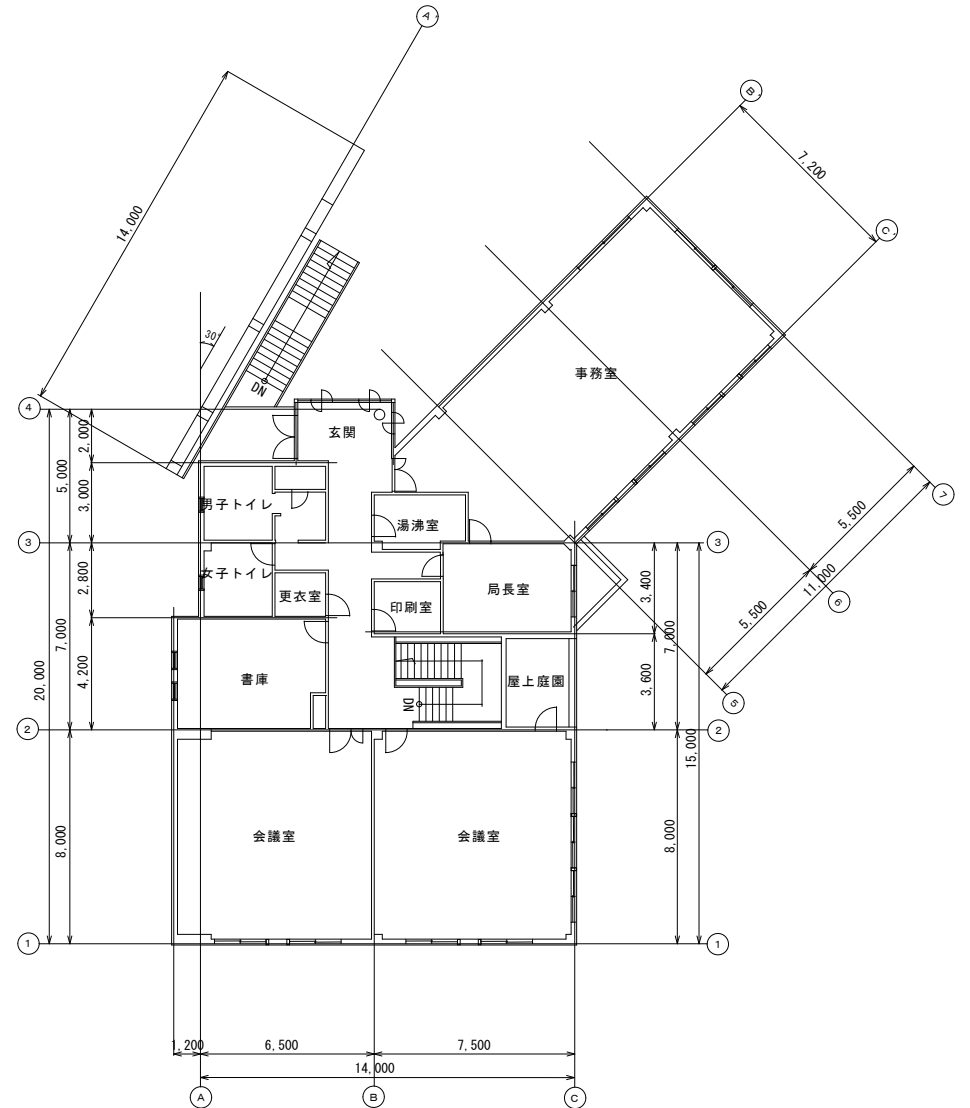 A'
B'
7,200
C'
14,000
30°
DN
事務室
4
玄関
2,000
5,000
3,000
男子トイレ
湯沸室
7
5,500
11,000
5,500
6
3
3
2,800
女子トイレ
更衣室
印刷室
局長室
3,400
7,000
7,000
20,000
4,200
書庫
DN
屋上庭園
3,600
5
2
2
15,000
8,000
会議室
会議室
8,000
1
1
1,200
6,500
7,500
14,000
A
B
C